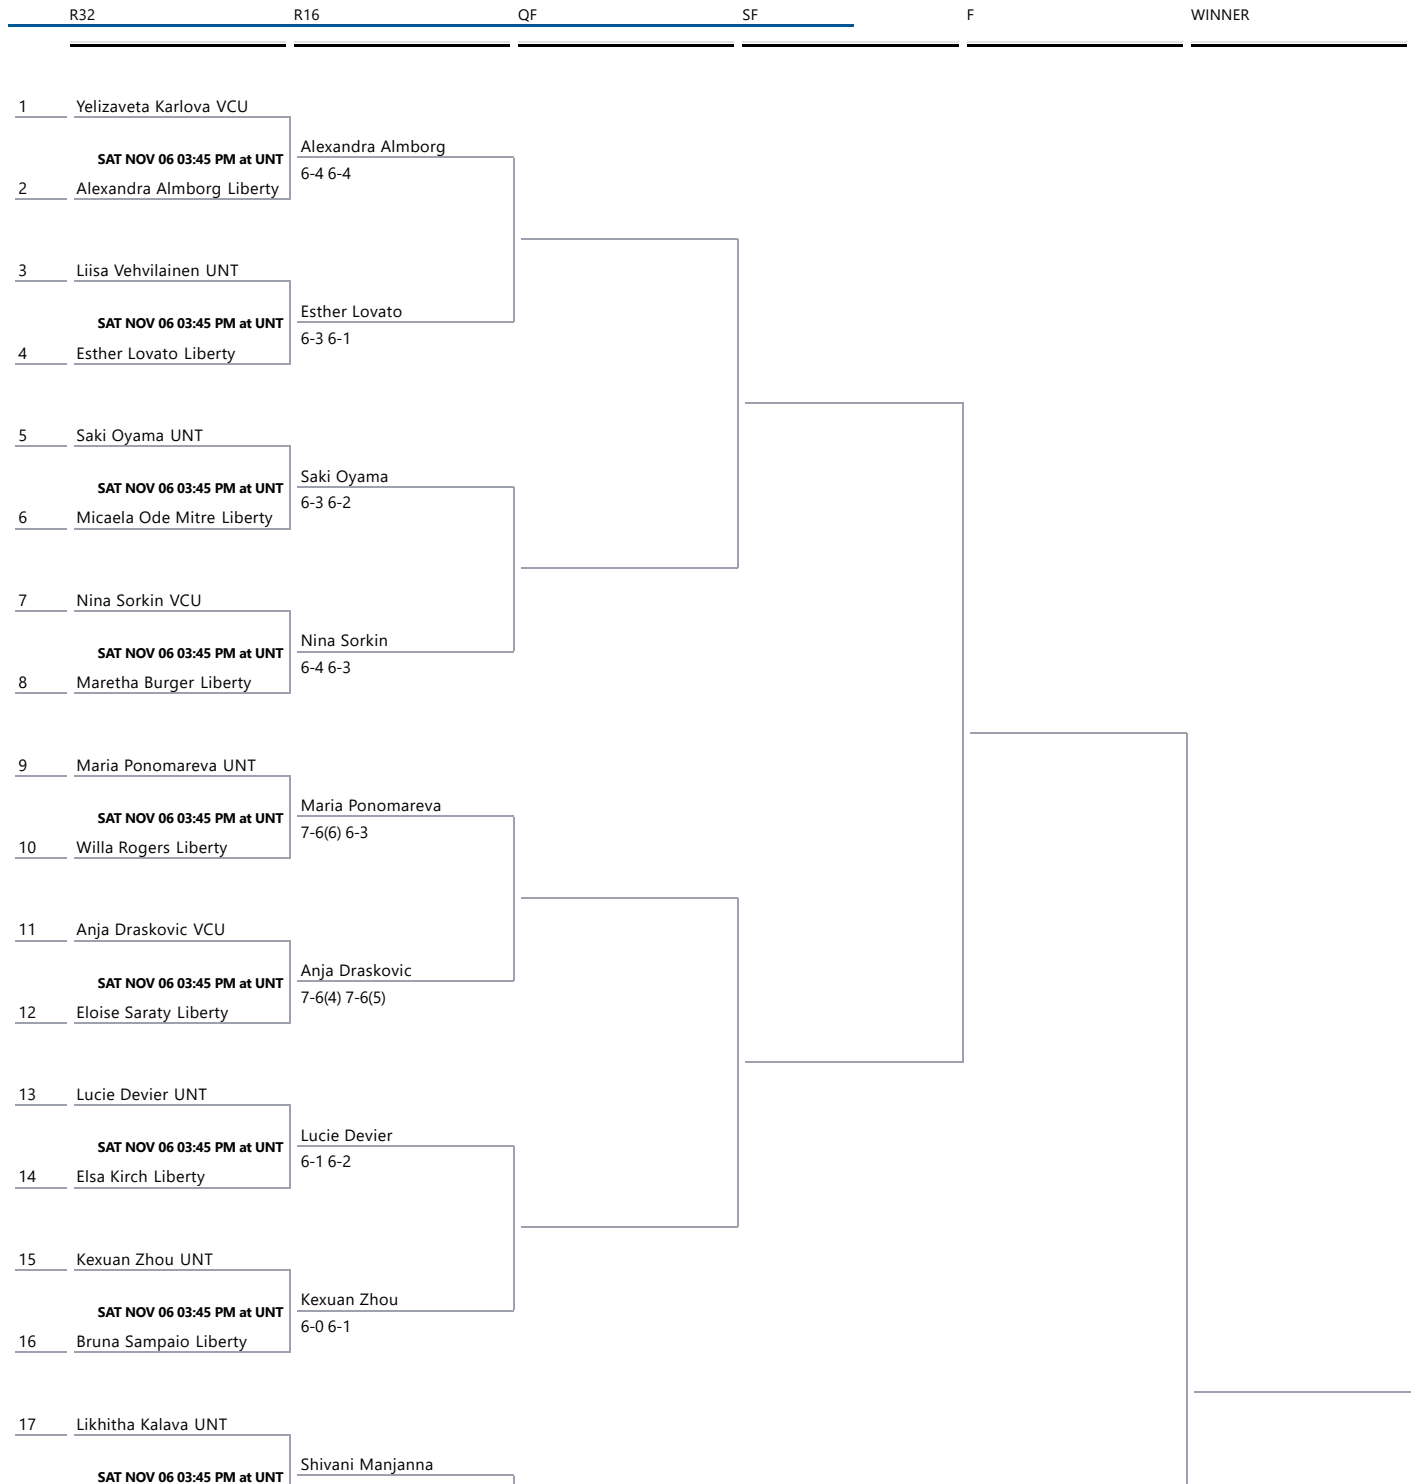 R32 R16 QF SF F WINNER
1 Yelizaveta Karlova VCU
Alexandra Almborg
SAT NOV 06 03:45 PM at UNT
6-4 6-4
2 Alexandra Almborg Liberty
3 Liisa Vehvilainen UNT
Esther Lovato
SAT NOV 06 03:45 PM at UNT
6-3 6-1
4 Esther Lovato Liberty
5 Saki Oyama UNT
Saki Oyama
SAT NOV 06 03:45 PM at UNT
6-3 6-2
6 Micaela Ode Mitre Liberty
7 Nina Sorkin VCU
Nina Sorkin
SAT NOV 06 03:45 PM at UNT
6-4 6-3
8 Maretha Burger Liberty
9 Maria Ponomareva UNT
Maria Ponomareva
SAT NOV 06 03:45 PM at UNT
7-6(6) 6-3
10 Willa Rogers Liberty
11 Anja Draskovic VCU
Anja Draskovic
SAT NOV 06 03:45 PM at UNT
7-6(4) 7-6(5)
12 Eloise Saraty Liberty
13 Lucie Devier UNT
Lucie Devier
SAT NOV 06 03:45 PM at UNT
6-1 6-2
14 Elsa Kirch Liberty
15 Kexuan Zhou UNT
Kexuan Zhou
SAT NOV 06 03:45 PM at UNT
6-0 6-1
16 Bruna Sampaio Liberty
17 Likhitha Kalava UNT
Shivani Manjanna
SAT NOV 06 03:45 PM at UNT